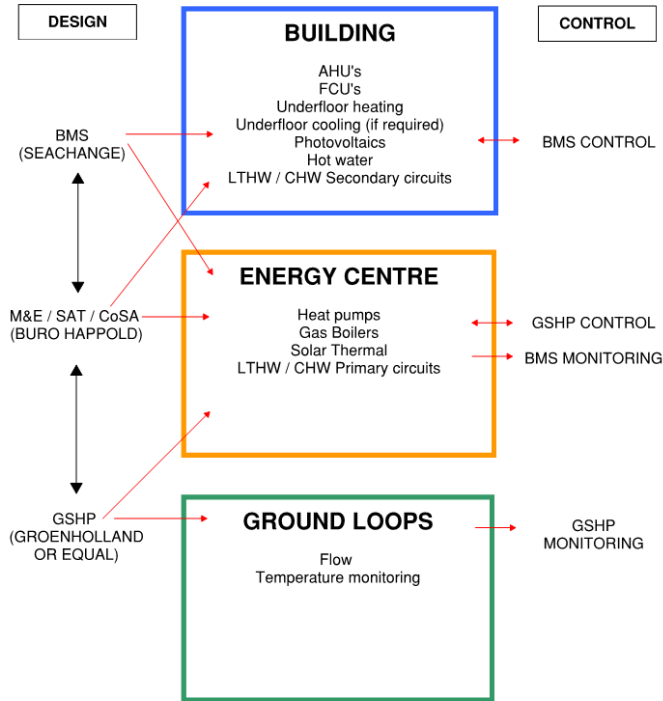 DESIGN
BUILDING
CONTROL
AHU's
FCU's
Underfloor heating
Underfloor cooling (if required)
Photovoltaics
Hot water
LTHW / CHW Secondary circuits
BMS
(SEACHANGE)
BMS CONTROL
ENERGY CENTRE
Heat pumps
Gas Boilers
Solar Thermal
LTHW / CHW Primary circuits
M&E / SAT / CoSA
(BURO HAPPOLD)
GSHP CONTROL
BMS MONITORING
GROUND LOOPS
Flow
Temperature monitoring
GSHP
(GROENHOLLAND
OR EQUAL)
GSHP
MONITORING